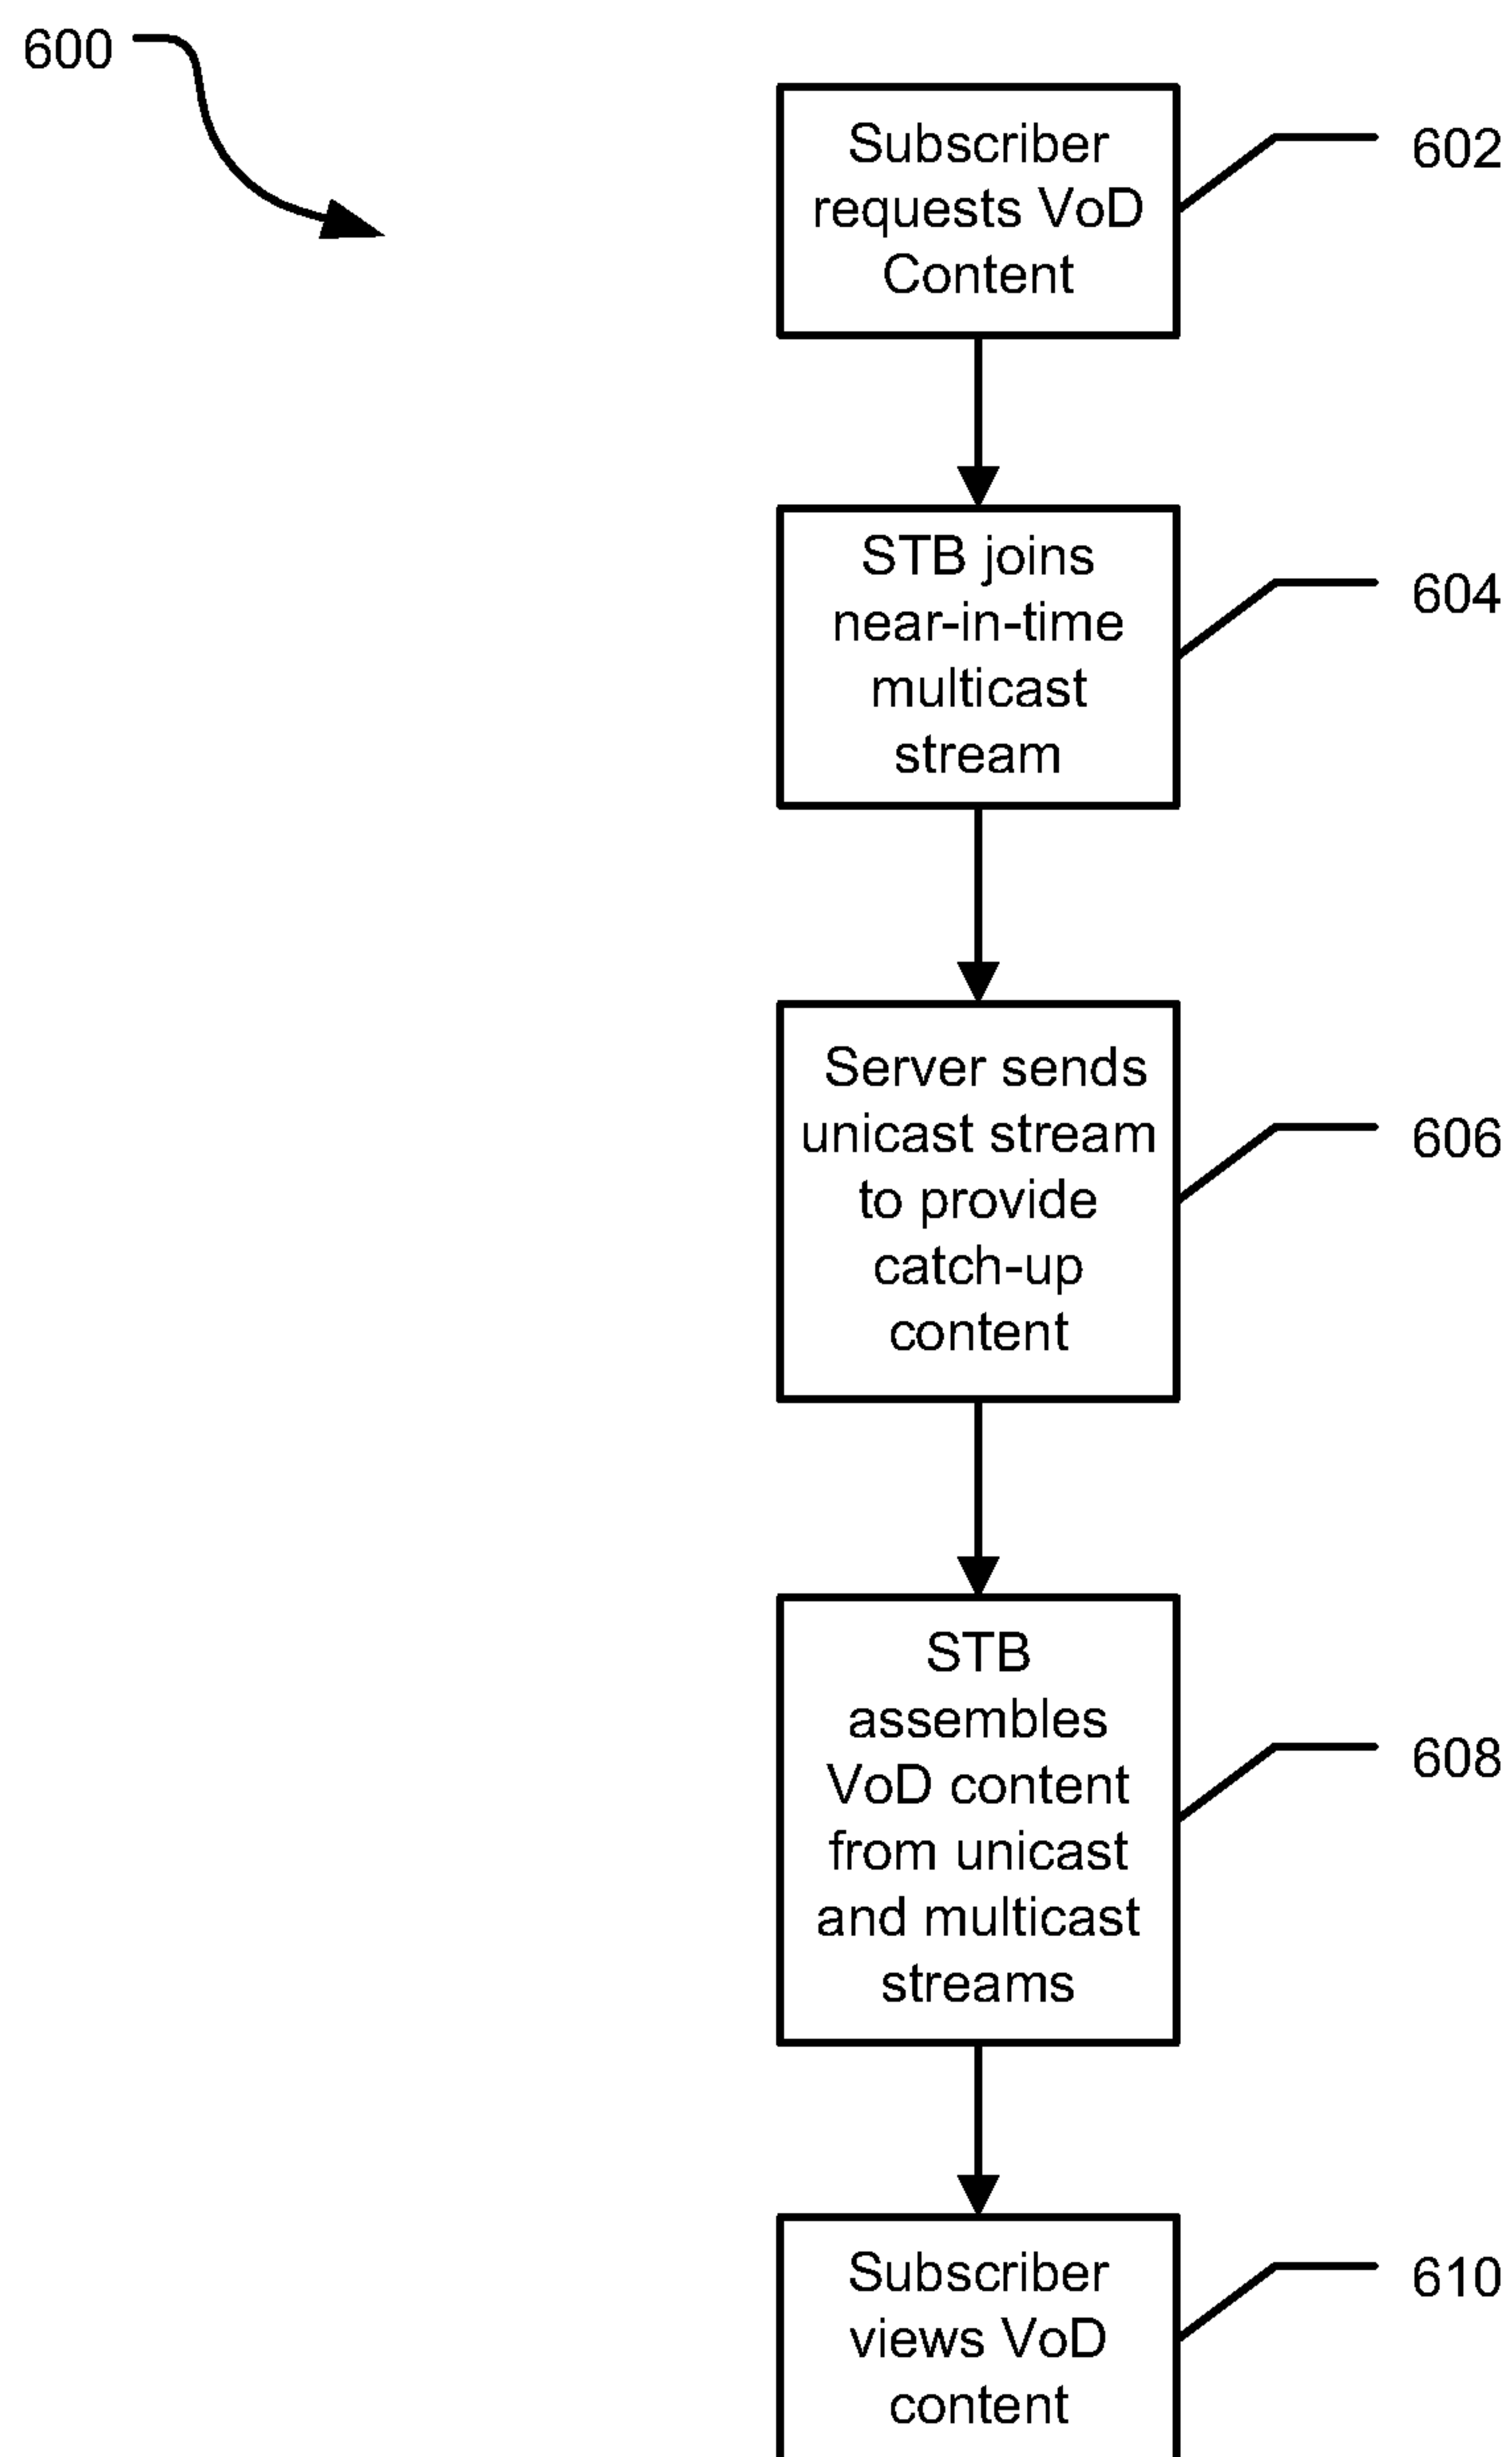 600
Subscriber
requests VoD
Content
602
STB joins
near-in-time
multicast
stream
604
Server sends
unicast stream
to provide
catch-up
content
606
STB
assembles
VoD content
from unicast
and multicast
streams
608
Subscriber
views VoD
content
610